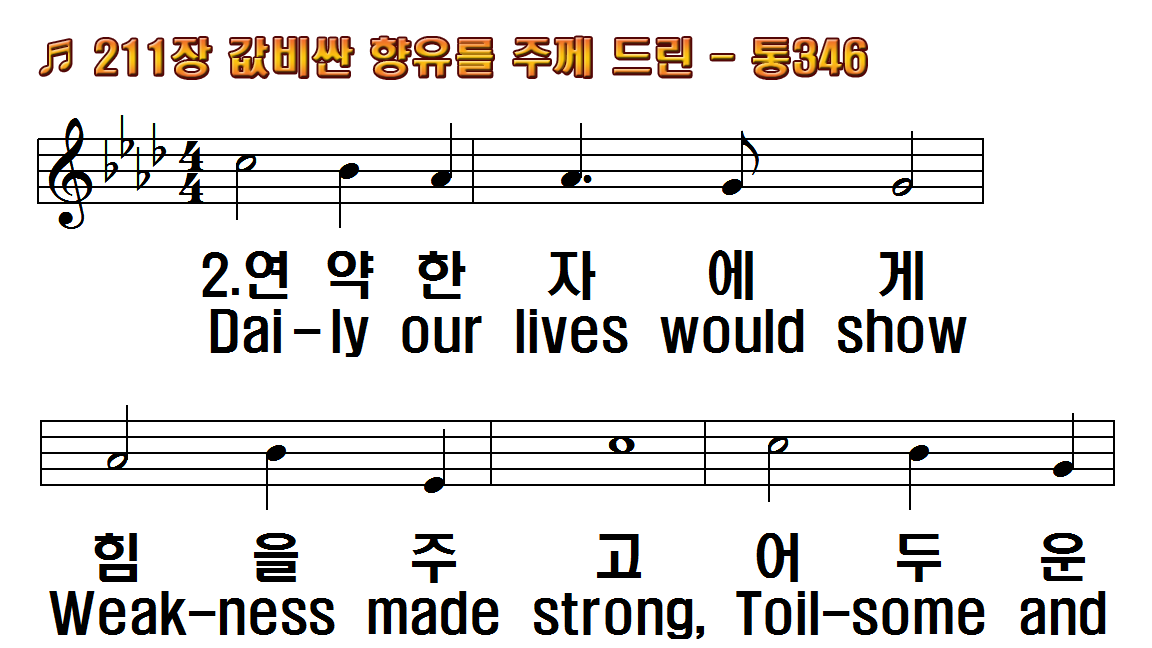 ♬ 211장 값비싼 향유를 주께 드린 - 통346
4
4
2.연 약 한 자 에 게
Dai-ly our lives would show
힘 을 주 고 어 두 운
Weak-ness made strong, Toil-some and